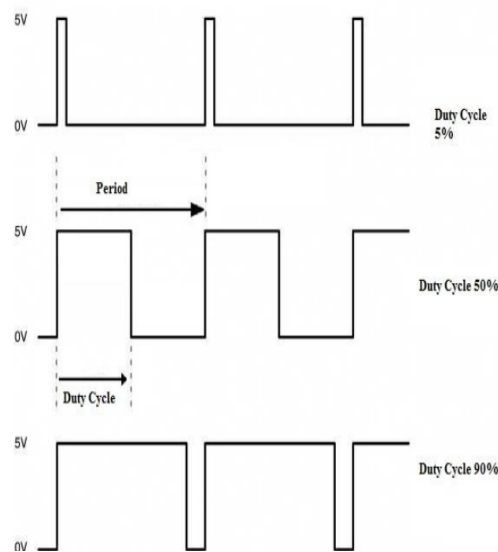 5V
0V
Duty Cycle
5%
Period
5V
0V
Duty Cycle 50%
Duty Cycle
5V
0V
Duty Cycle 90%